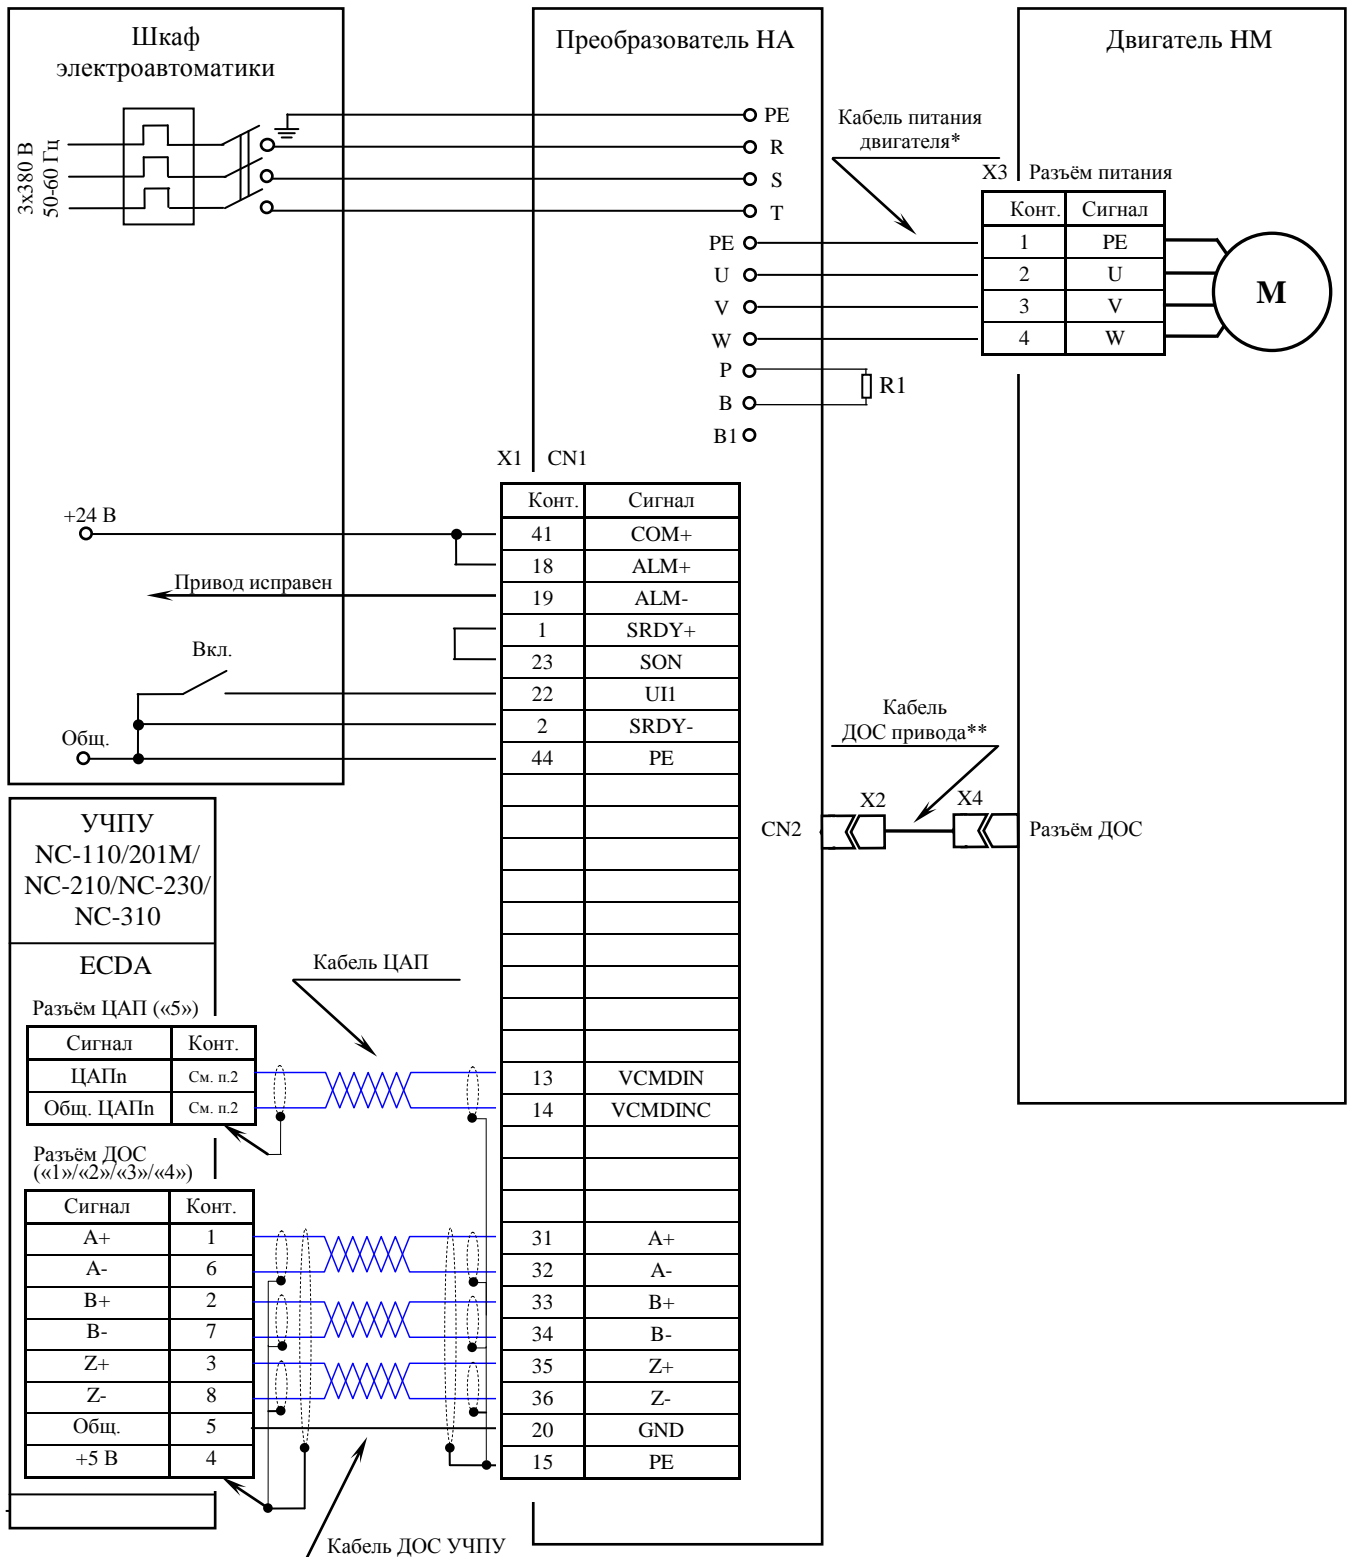 Шкаф
электроавтоматики
Преобразователь НА
Двигатель НМ
3x380 В
50-60 Гц
PE
R
S
T
Кабель питания
двигателя*
X3 Разъём питания
Конт. Сигнал
1 PE
2 U
3 V
4 W
M
PE
U
V
W
P
B
B1
R1
X1 CN1
Конт. Сигнал
41 COM+
18 ALM+
19 ALM-
1 SRDY+
23 SON
22 UI1
2 SRDY-
44 PE
13 VCMDIN
14 VCMDINC
31 A+
32 A-
33 B+
34 B-
35 Z+
36 Z-
20 GND
15 PE
+24 В
Привод исправен
Вкл.
Общ.
Кабель
ДОС привода**
CN2
X2
X4
Разъём ДОС
УЧПУ
NC-110/201M/
NC-210/NC-230/
NC-310
ECDA
Кабель ЦАП
Разъём ЦАП («5»)
Сигнал Конт.
ЦАПn См. п.2
Общ. ЦАПn См. п.2
Разъём ДОС
(«1»/«2»/«3»/«4»)
Сигнал Конт.
A+ 1
A- 6
B+ 2
B- 7
Z+ 3
Z- 8
Общ. 5
+5 В 4
Кабель ДОС УЧПУ